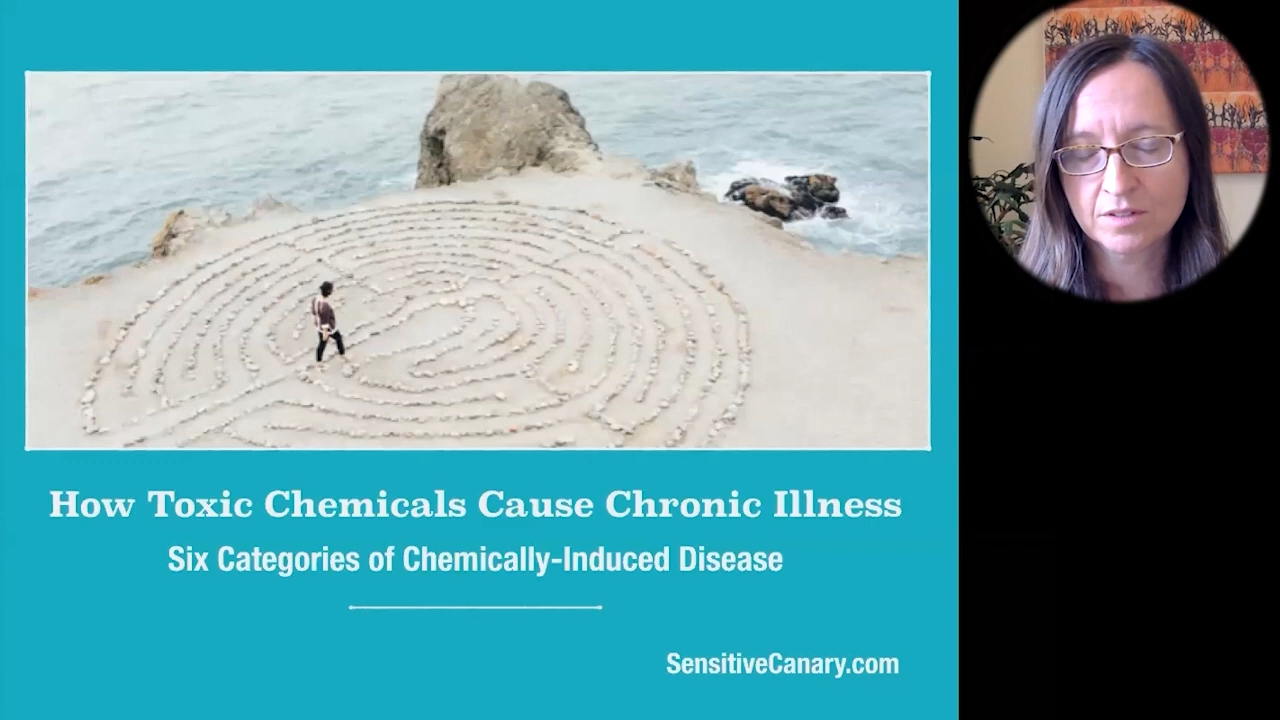 How Toxic Chemicals Cause Chronic Illness
Six Categories of Chemically-Induced Disease
SensitiveCanary.com